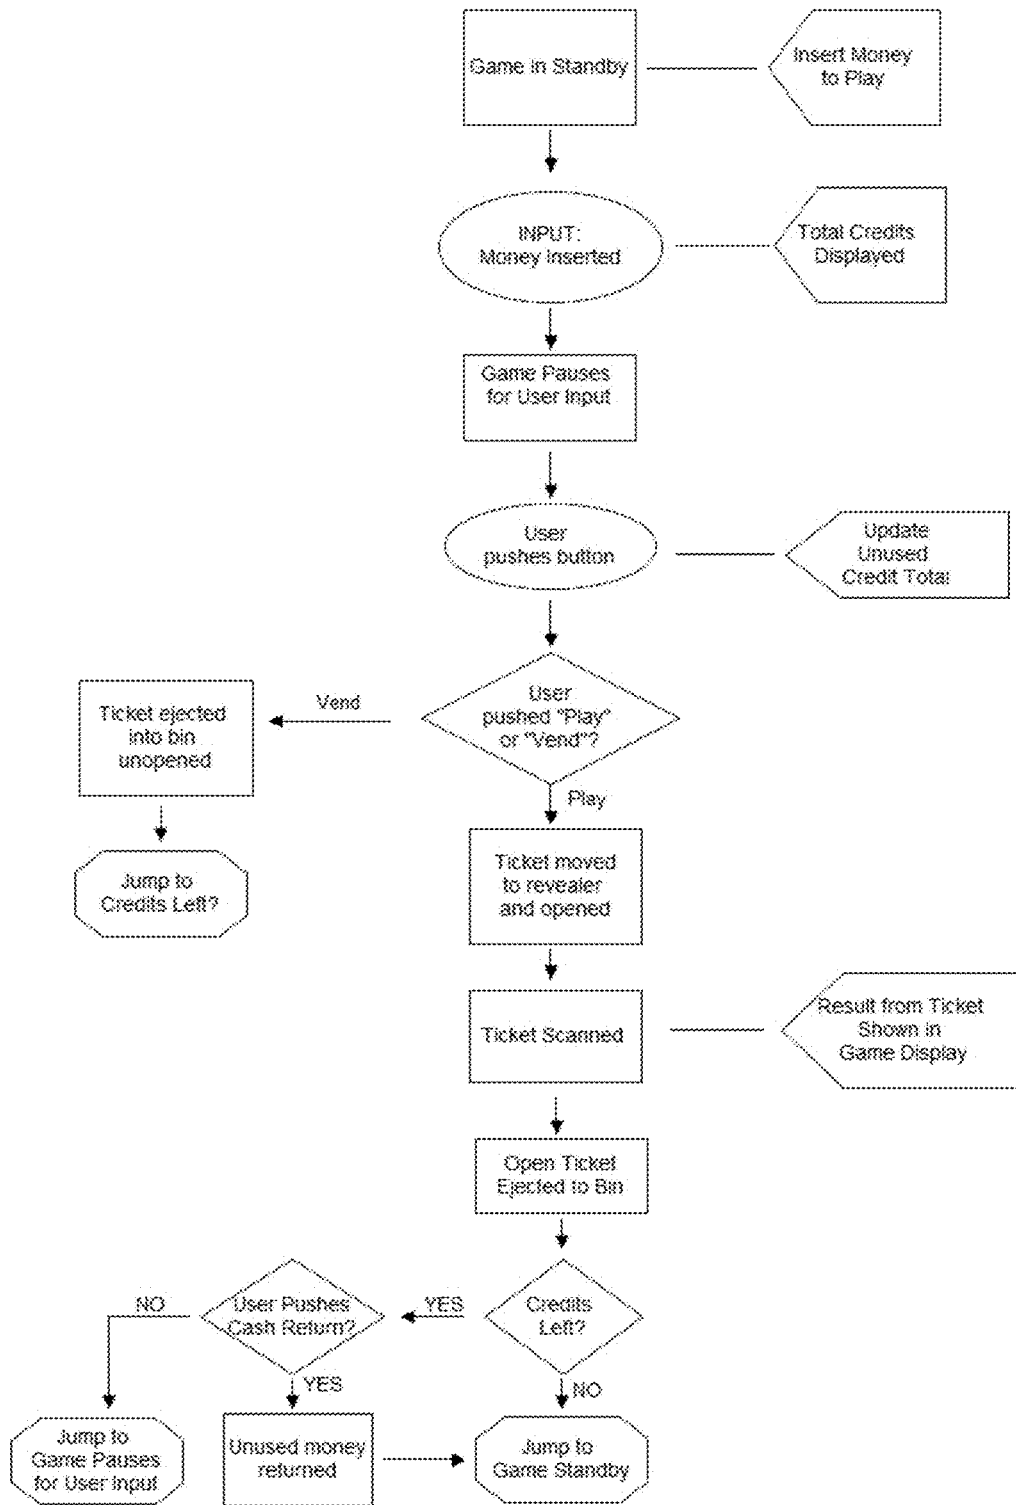 Game in Standby
Insert Money
to Play
INPUT:
Money Inserted
Total Credits
Displayed
Game Pauses
for User Input
User
pushes button
Update
Unused
Credit Total
Vend
Ticket ejected
into bin
unopened
User
pushed "Play"
or "Vend"?
Play
Jump to
Credits Left?
Ticket moved
to revealer
and opened
Ticket Scanned
Result from Ticket
Shown in
Game Display
Open Ticket
Ejected to Bin
NO
User Pushes
Cash Return?
YES
Credits
Left?
YES
NO
Jump to
Game Pauses
for User Input
Unused money
returned
Jump to
Game Standby